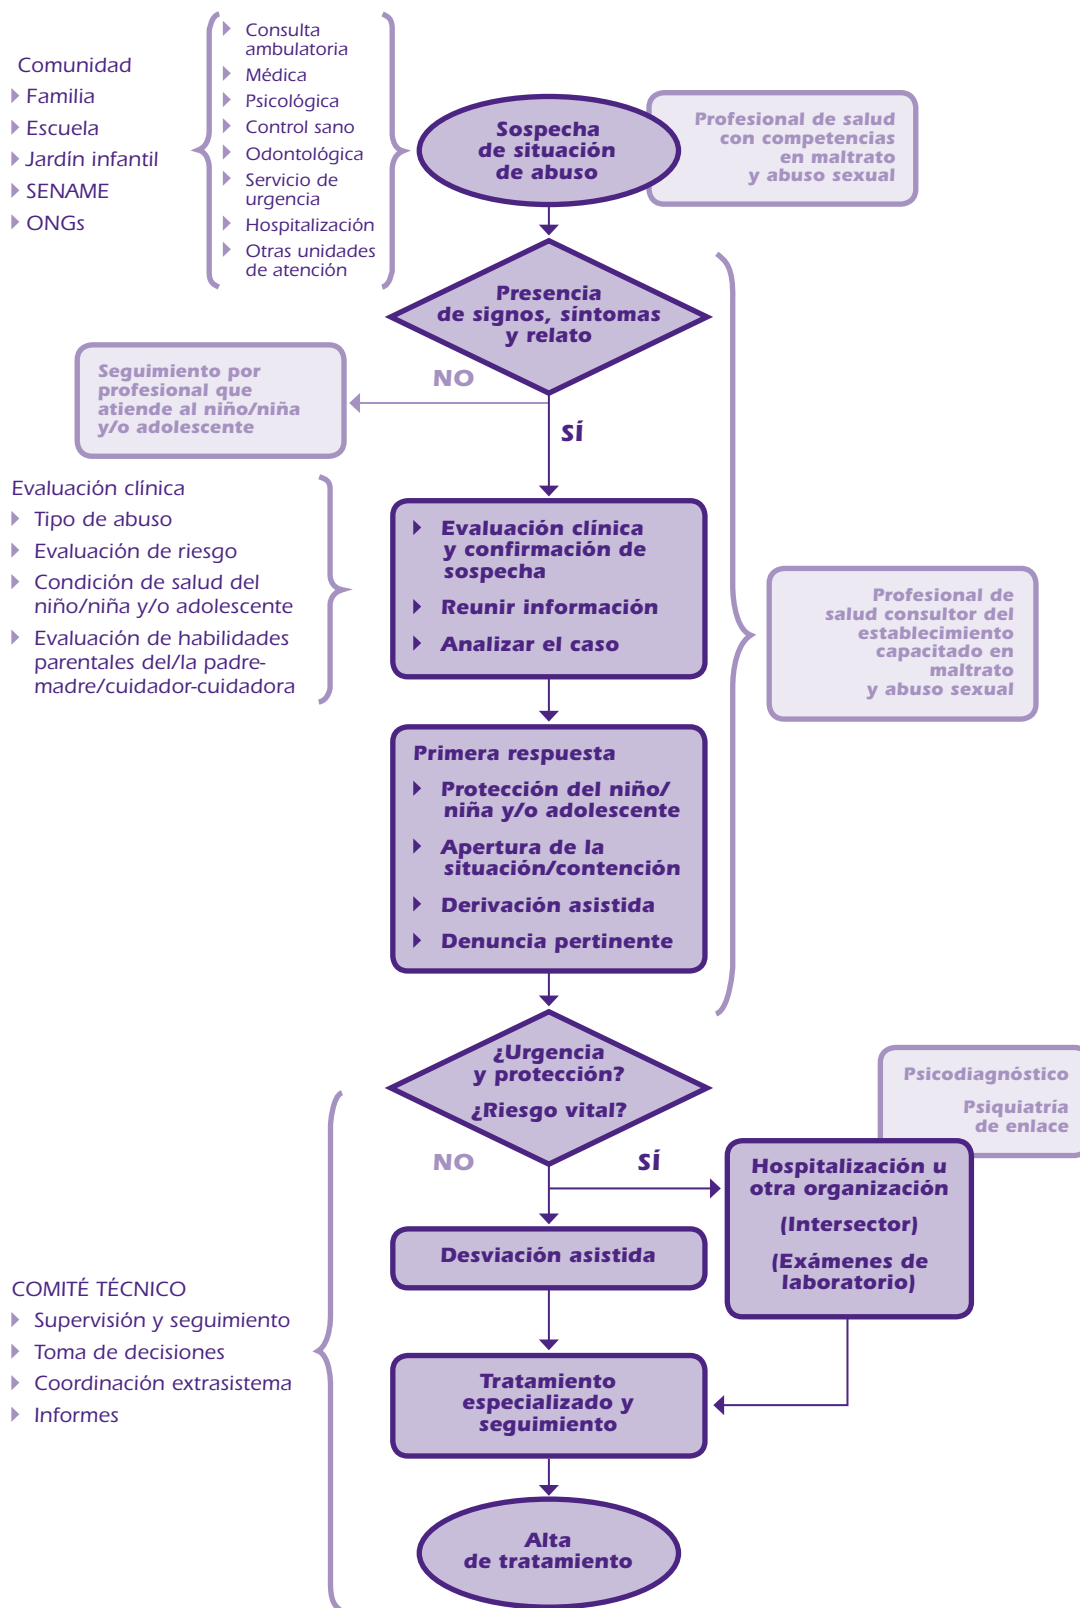 Comunidad
Familia
Escuela
Jardín infantil
SENAME
ONGs
Consulta
ambulatoria
Médica
Psicológica
Control sano
Odontológica
Servicio de
urgencia
Hospitalización
Otras unidades
de atención
Sospecha
de situación
de abuso
Profesional de salud
con competencias
en maltrato
y abuso sexual
Presencia
de signos, síntomas
y relato
NO
SÍ
Seguimiento por
profesional que
atiende al niño/niña
y/o adolescente
Evaluación clínica
Tipo de abuso
Evaluación de riesgo
Condición de salud del
niño/niña y/o adolescente
Evaluación de habilidades
parentales del/la padre-
madre/cuidador-cuidadora
Evaluación clínica
y confirmación de
sospecha
Reunir información
Analizar el caso
Profesional de
salud consultor del
establecimiento
capacitado en
maltrato
y abuso sexual
Primera respuesta
Protección del niño/
niña y/o adolescente
Apertura de la
situación/contención
Derivación asistida
Denuncia pertinente
¿Urgencia
y protección?
¿Riesgo vital?
NO
SÍ
Psicodiagnóstico
Psiquiatría
de enlace
Hospitalización u
otra organización
(Intersector)
(Exámenes de
laboratorio)
Desviación asistida
COMITÉ TÉCNICO
Supervisión y seguimiento
Toma de decisiones
Coordinación extrasistema
Informes
Tratamiento
especializado y
seguimiento
Alta
de tratamiento